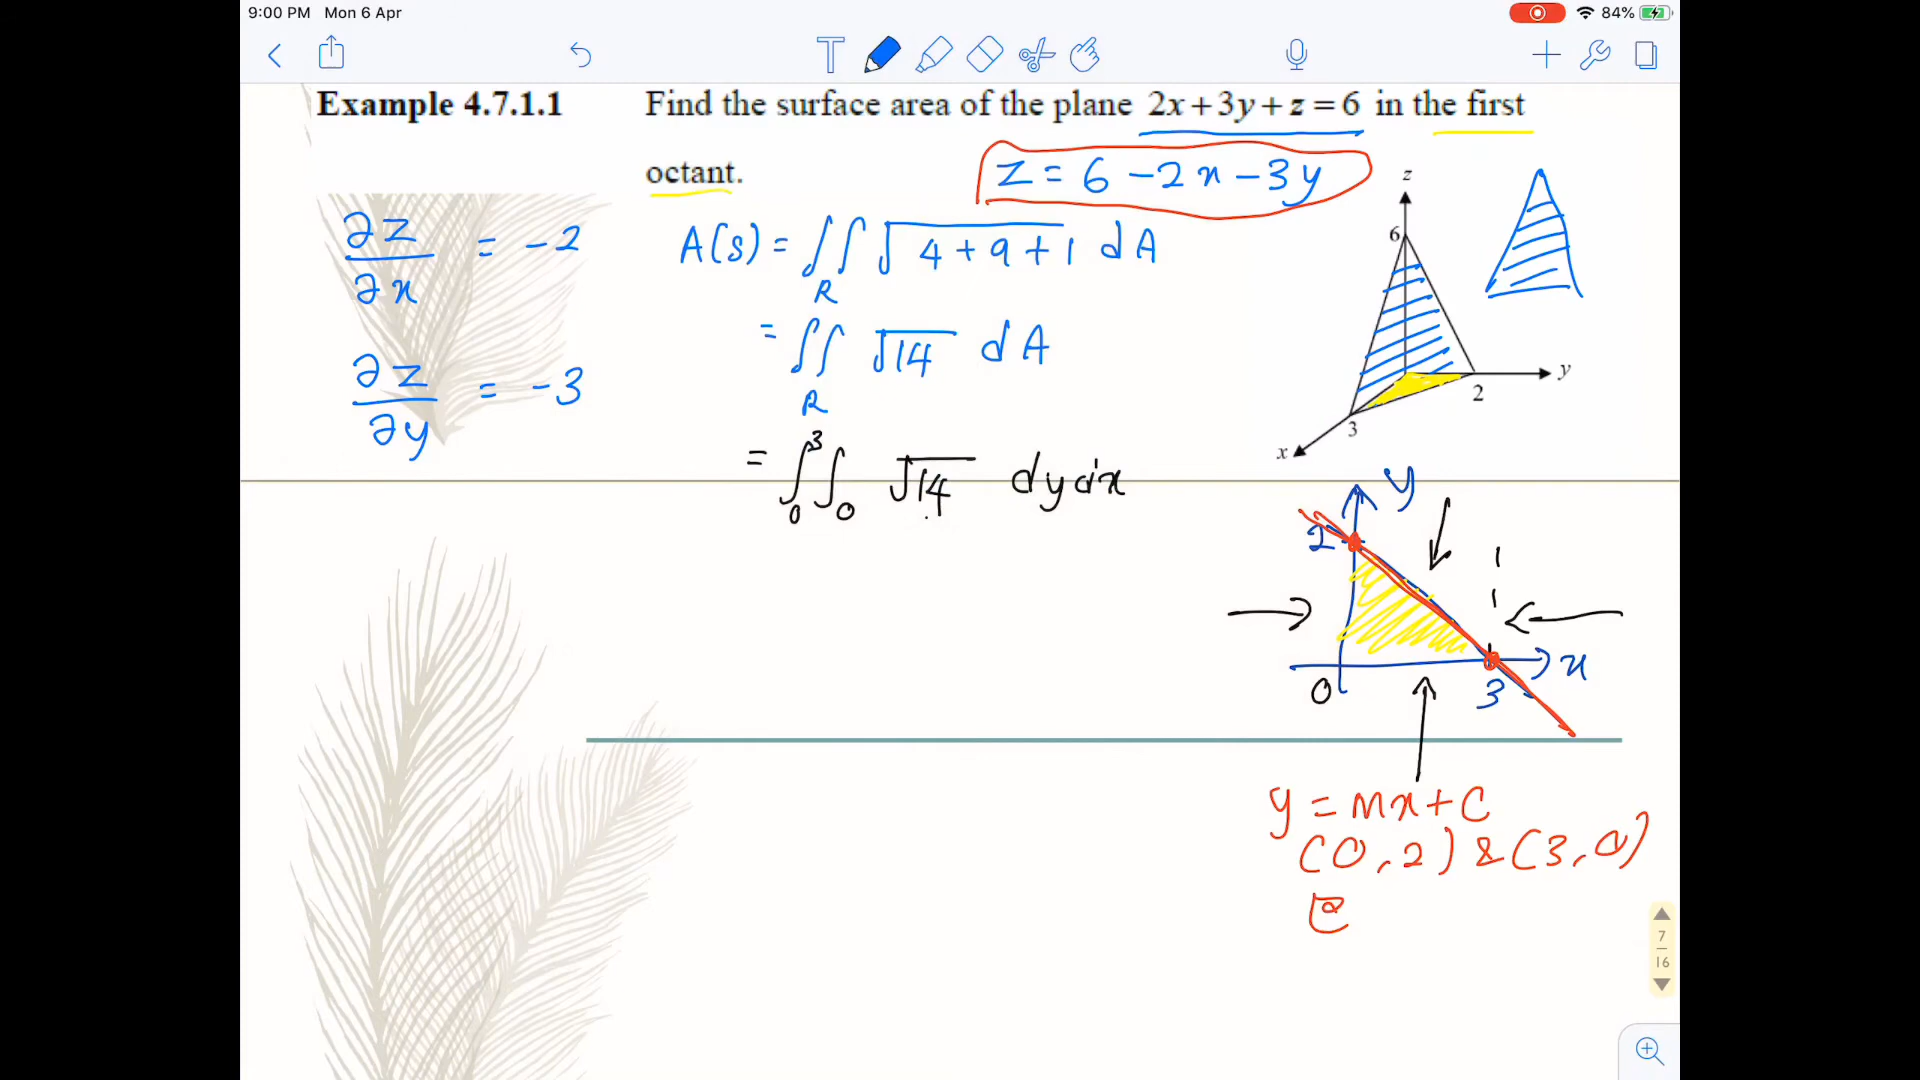 9:00 PM Mon 6 Apr
84%
Example 4.7.1.1 Find the surface area of the plane 2x+3y+z=6 in the first
octant.
z = 6 - 2x - 3y
∂z/∂x = -2
∂z/∂y = -3
A(s) = ∬_R √(4+9+1) dA
= ∬_R √14 dA
= ∫_0^3 ∫_0 √14 dy dx
z
6
y
2
3
x
y
2
0
3
x
y = mx + c
(0,2) & (3,0)
@
7
16